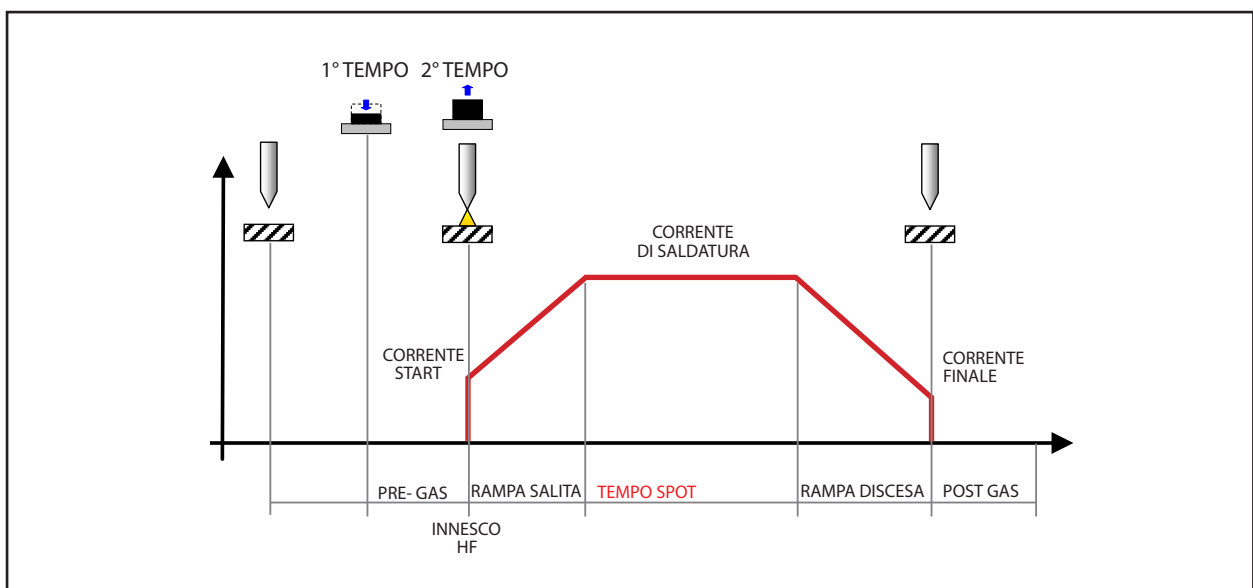 1° TEMPO 2° TEMPO
CORRENTE
DI SALDATURA
CORRENTE
START
CORRENTE
FINALE
PRE- GAS RAMPA SALITA TEMPO SPOT RAMPA DISCESA POST GAS
INNESCO
HF